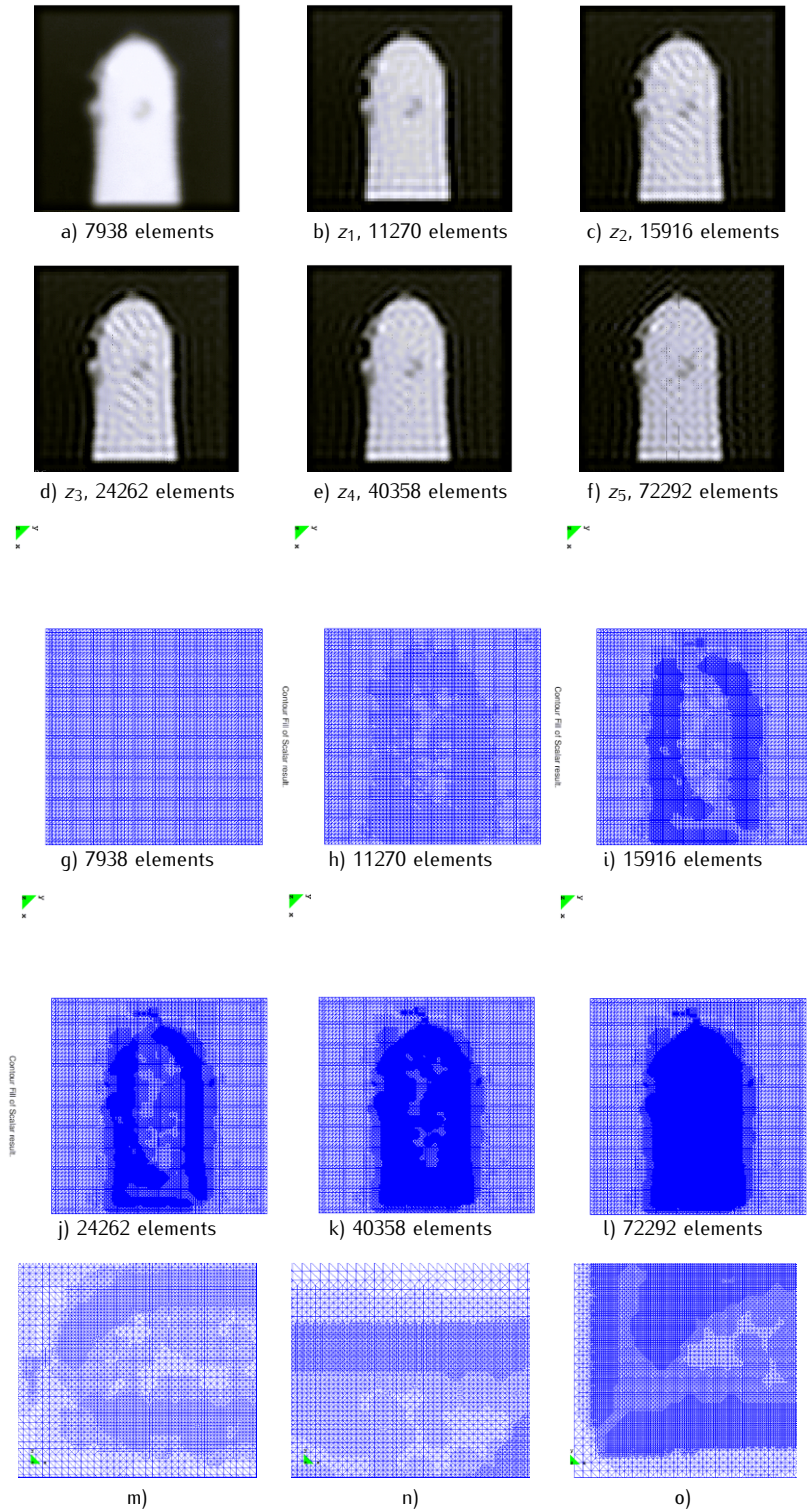 a) 7938 elements
b) z1, 11270 elements
c) z2, 15916 elements
d) z3, 24262 elements
e) z4, 40358 elements
f) z5, 72292 elements
Contour Fill of Scalar result.
Contour Fill of Scalar result.
g) 7938 elements
h) 11270 elements
i) 15916 elements
Contour Fill of Scalar result.
j) 24262 elements
k) 40358 elements
l) 72292 elements
m)
n)
o)